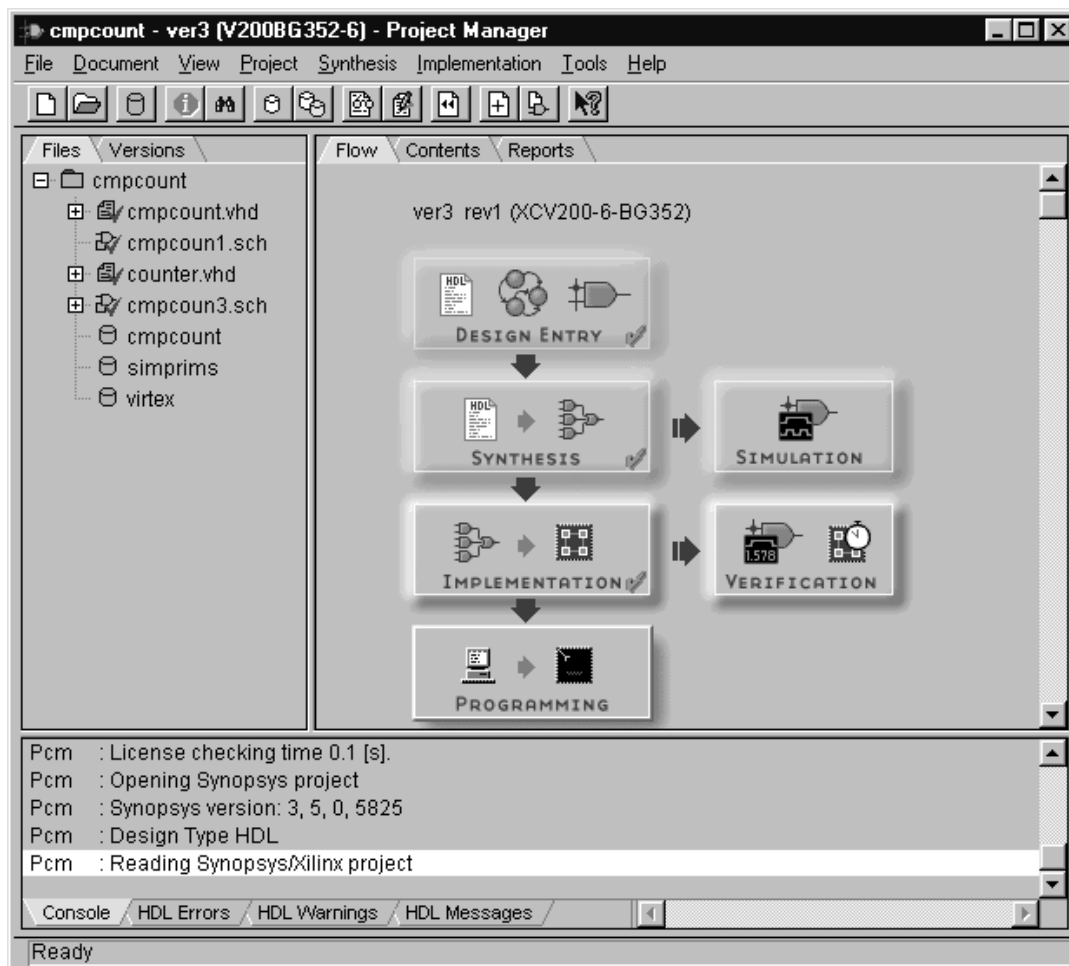 cmpcount - ver3 (V200BG352-6) - Project Manager
File Document View Project Synthesis Implementation Tools Help
Files Versions
cmpcount
cmpcount.vhd
cmpcoun1.sch
counter.vhd
cmpcoun3.sch
cmpcount
simprims
virtex
Flow Contents Reports
ver3 rev1 (XCV200-6-BG352)
HDL
DESIGN ENTRY
HDL
SYNTHESIS
SIMULATION
IMPLEMENTATION
1.578
VERIFICATION
PROGRAMMING
Pcm : License checking time 0.1 [s].
Pcm : Opening Synopsys project
Pcm : Synopsys version: 3, 5, 0, 5825
Pcm : Design Type HDL
Pcm : Reading Synopsys/Xilinx project
Console HDL Errors HDL Warnings HDL Messages
Ready